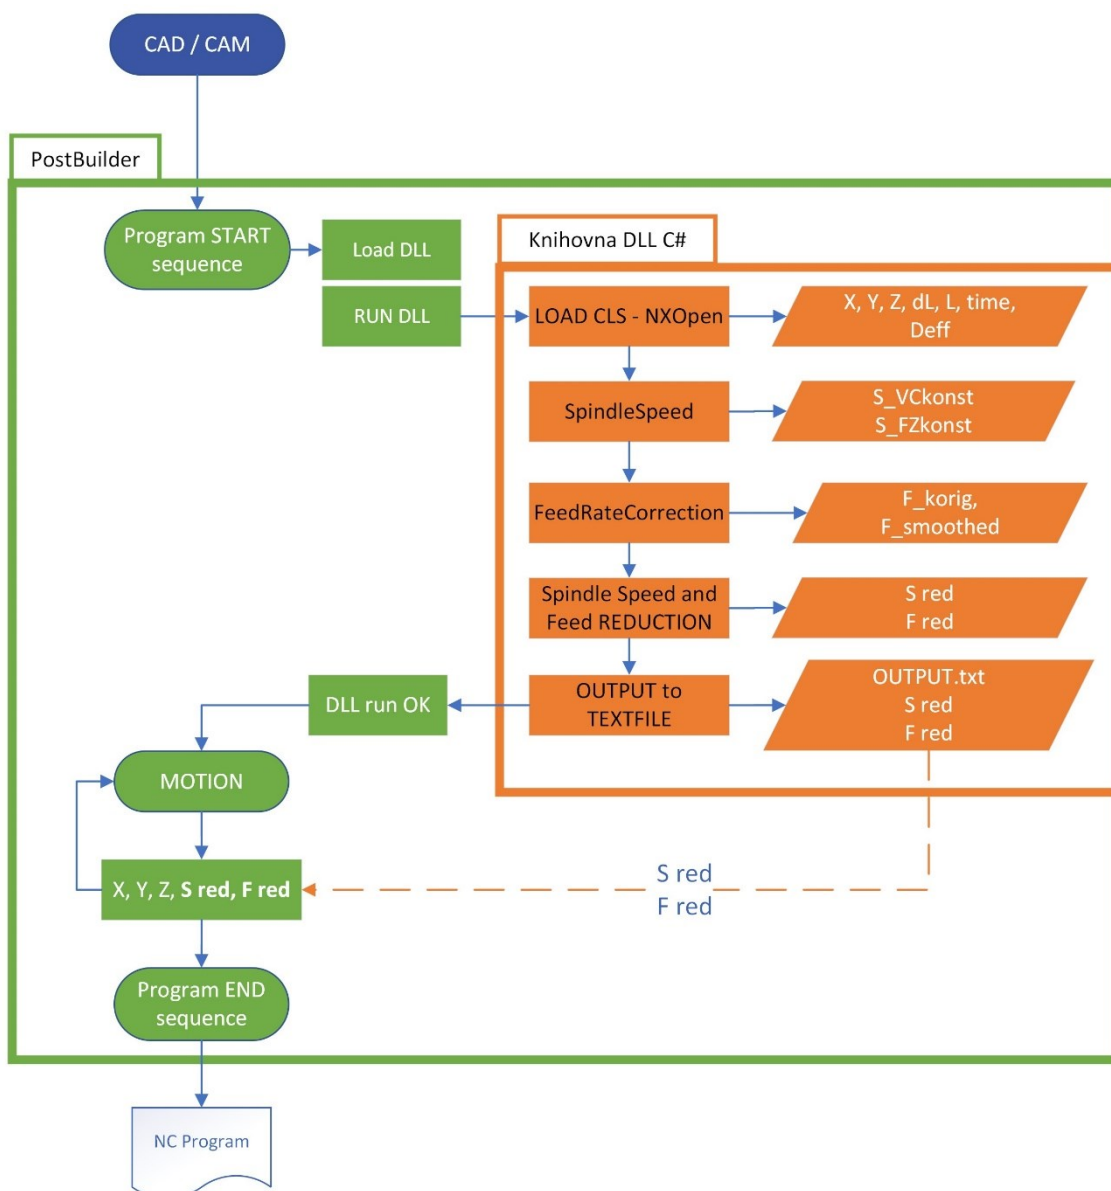 CAD / CAM
PostBuilder
Program START
sequence
Load DLL
Knihovna DLL C#
RUN DLL
LOAD CLS - NXOpen
X, Y, Z, dL, L, time,
Deff
SpindleSpeed
S_VCkonst
S_FZkonst
FeedRateCorrection
F_korig,
F_smoothed
Spindle Speed and
Feed REDUCTION
S red
F red
DLL run OK
OUTPUT to
TEXTFILE
OUTPUT.txt
S red
F red
MOTION
X, Y, Z, S red, F red
S red
F red
Program END
sequence
NC Program